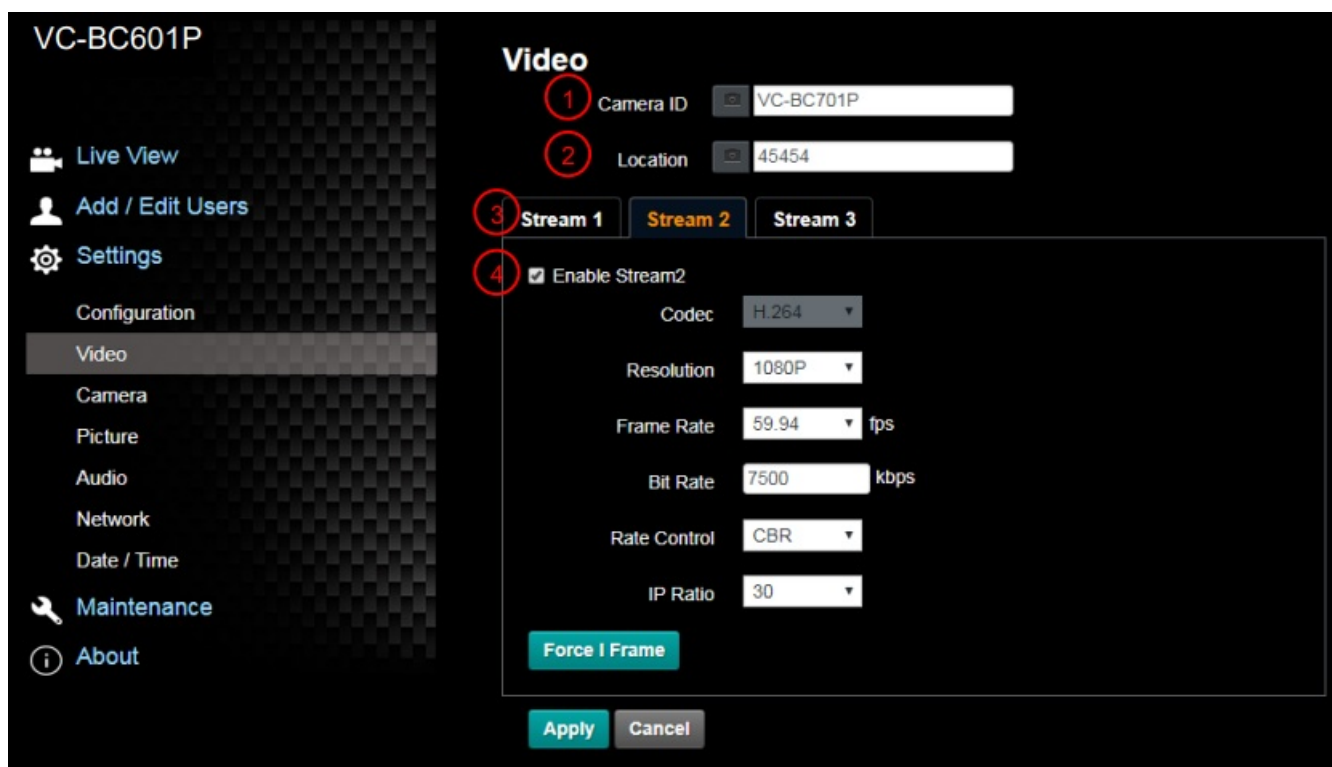 VC-BC601P
Live View
Add / Edit Users
Settings
Configuration
Video
Camera
Picture
Audio
Network
Date / Time
Maintenance
About
Video
1 Camera ID VC-BC701P
2 Location 45454
3 Stream 1 Stream 2 Stream 3
4 Enable Stream2
Codec H.264
Resolution 1080P
Frame Rate 59.94 fps
Bit Rate 7500 kbps
Rate Control CBR
IP Ratio 30
Force I Frame
Apply Cancel